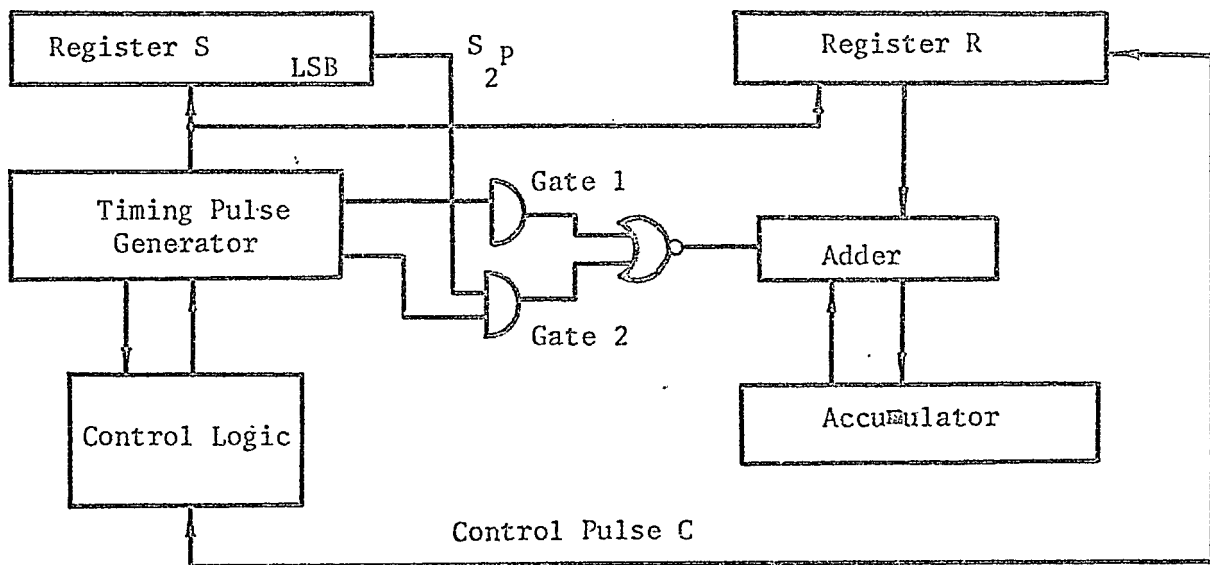 Register S
LSB
S
2
P
Register R
Timing Pulse
Generator
Gate 1
Gate 2
Adder
Control Logic
Accumulator
Control Pulse C